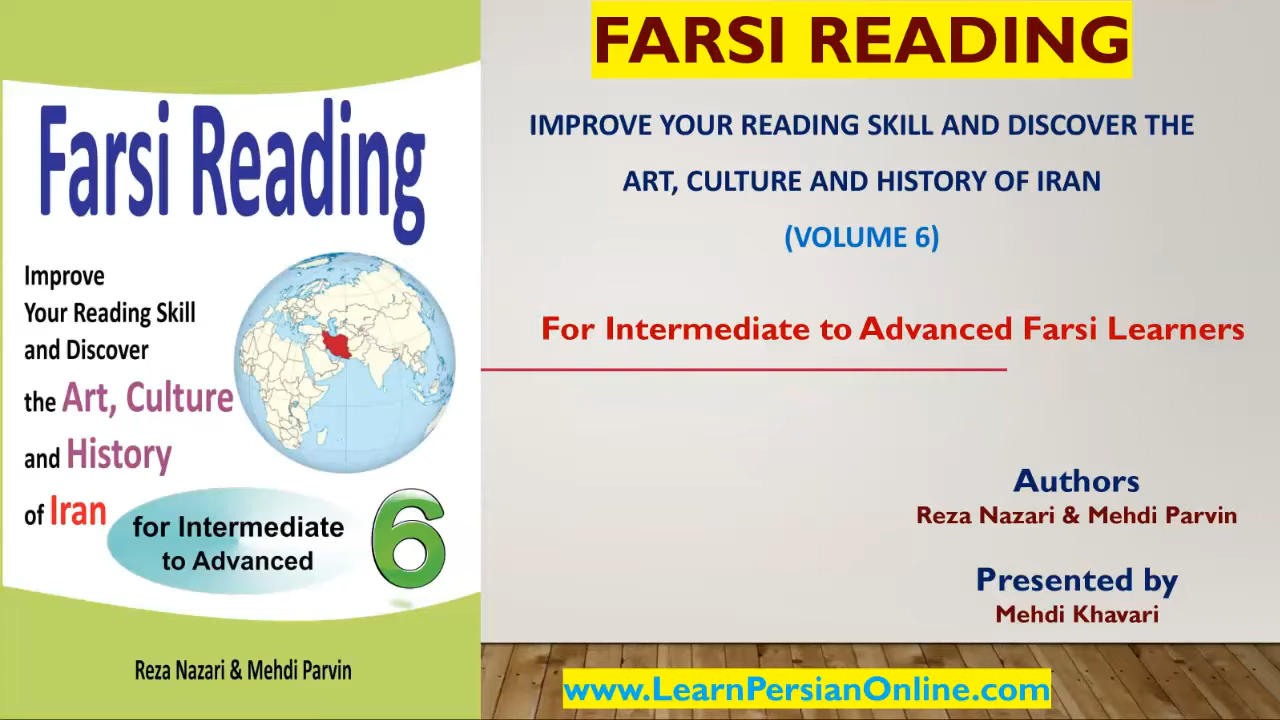 Farsi Reading
Improve
Your Reading Skill
and Discover
the Art, Culture
and History
of Iran
for Intermediate
to Advanced
6
Reza Nazari & Mehdi Parvin
FARSI READING
IMPROVE YOUR READING SKILL AND DISCOVER THE
ART, CULTURE AND HISTORY OF IRAN
(VOLUME 6)
For Intermediate to Advanced Farsi Learners
Authors
Reza Nazari & Mehdi Parvin
Presented by
Mehdi Khavari
www.LearnPersianOnline.com